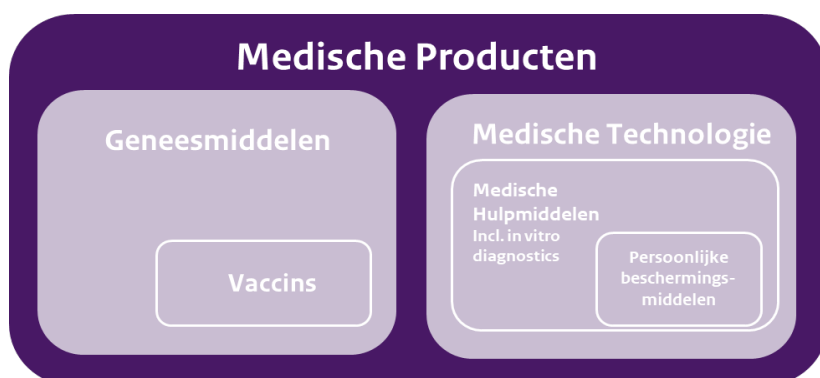 Medische Producten
Geneesmiddelen
Vaccins
Medische Technologie
Medische
Hulpmiddelen
Incl. in vitro
diagnostics
Persoonlijke
beschermings-
middelen